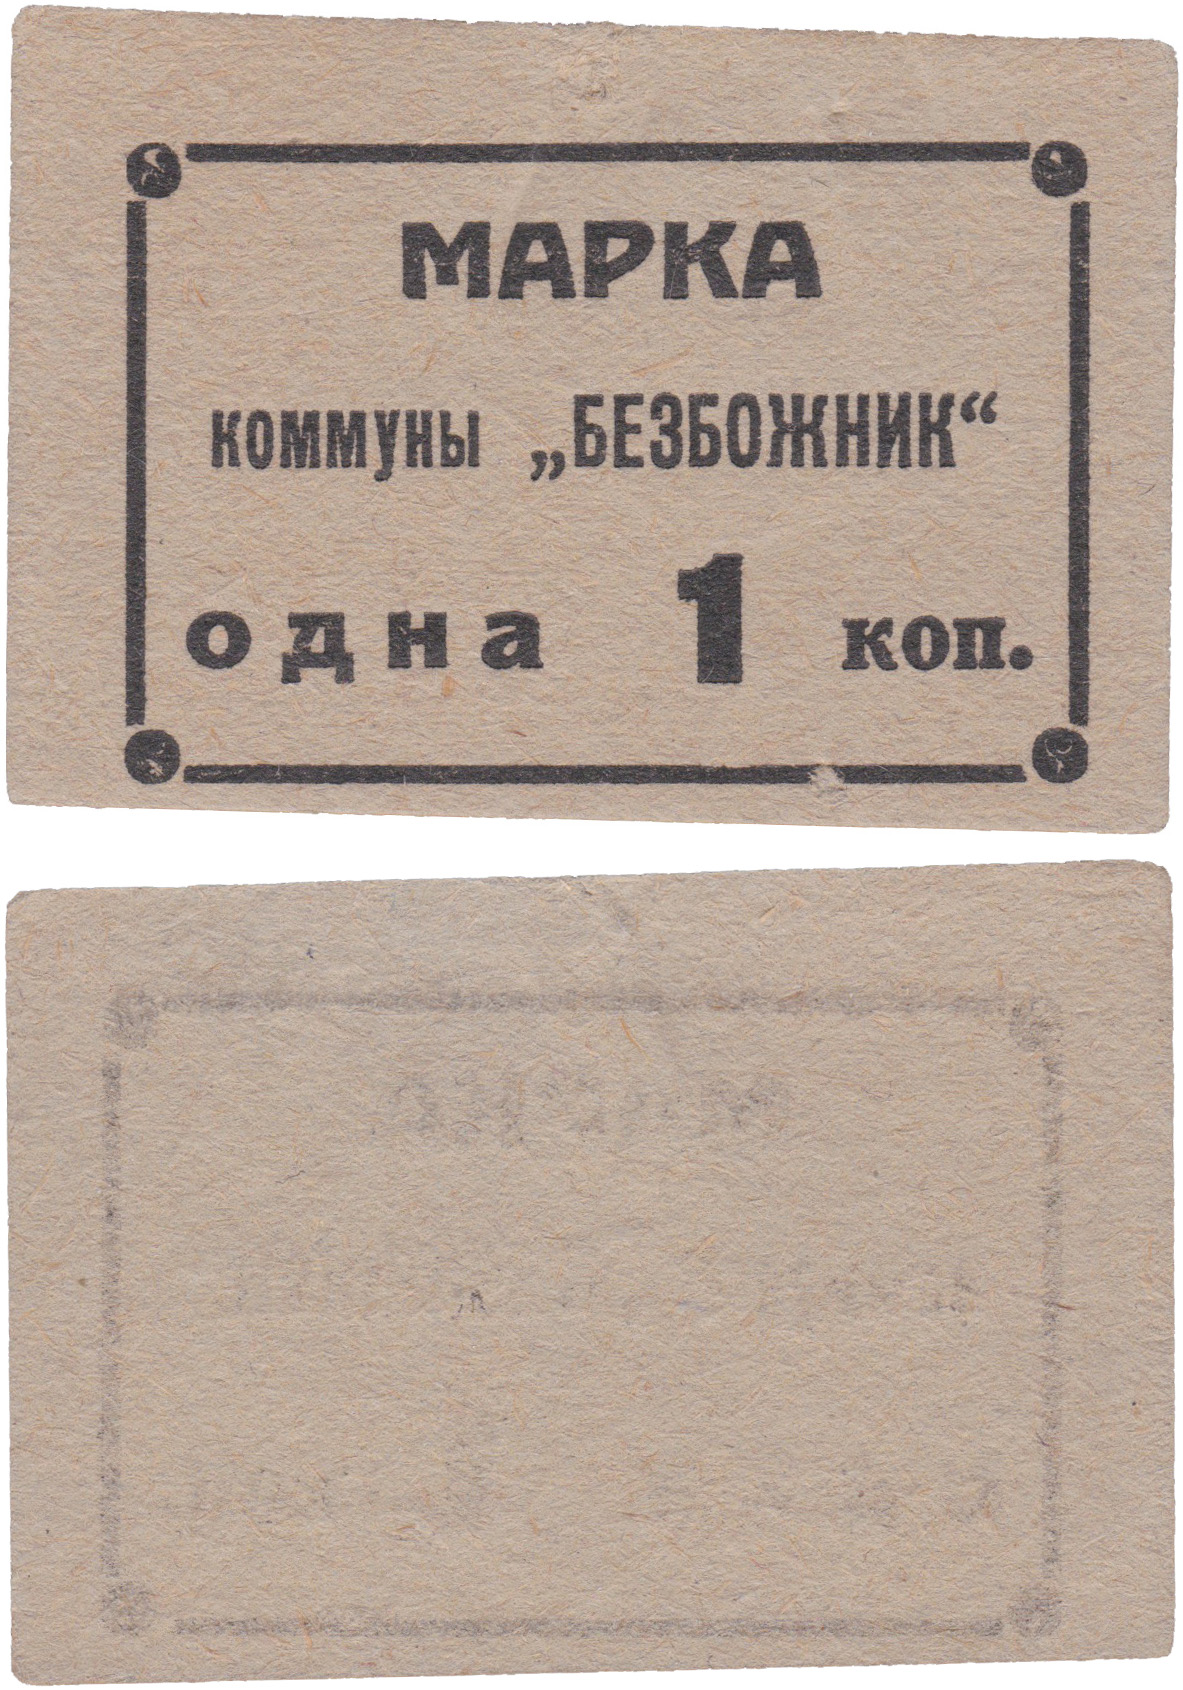 МАРКА
КОММУНЫ „БЕЗБОЖНИК“
одна 1 коп.